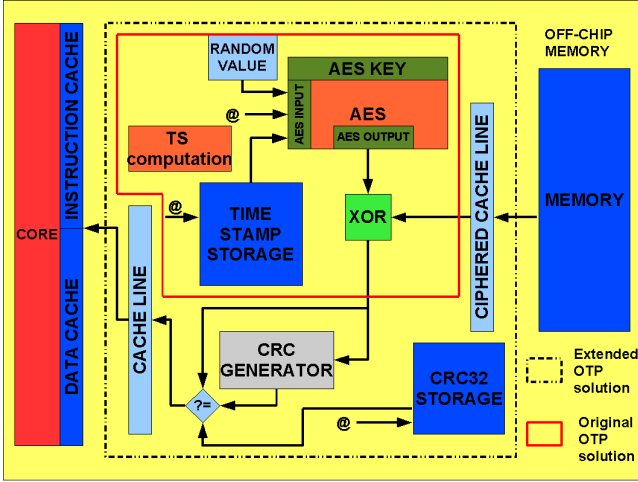 RANDOM
VALUE
OFF-CHIP
MEMORY
AES KEY
AES INPUT
AES
AES OUTPUT
@
TS
computation
INSTRUCTION CACHE
@
TIME
STAMP
STORAGE
XOR
CIPHERED CACHE LINE
MEMORY
CORE
DATA CACHE
CACHE LINE
CRC
GENERATOR
?=
CRC32
STORAGE
@
Extended
OTP
solution
Original
OTP
solution